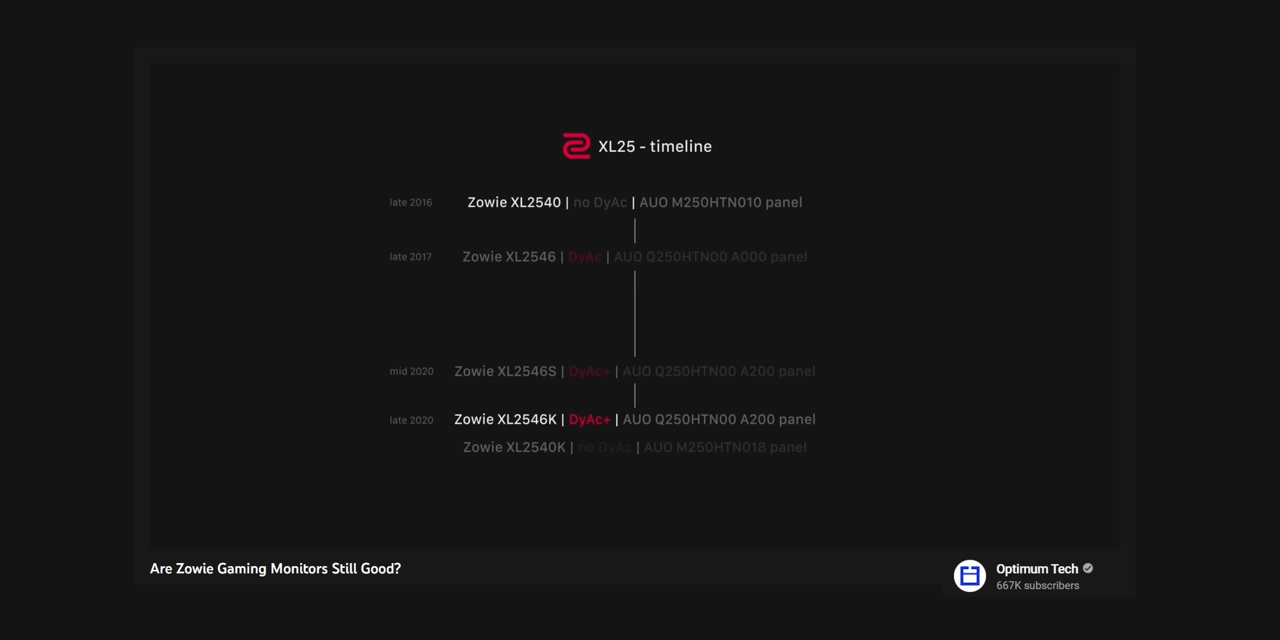 XL25 - timeline
late 2016 Zowie XL2540 | no DyAc | AUO M250HTN010 panel
late 2017 Zowie XL2546 | DyAc | AUO Q250HTN00 A000 panel
mid 2020 Zowie XL2546S | DyAc+ | AUO Q250HTN00 A200 panel
late 2020 Zowie XL2546K | DyAc+ | AUO Q250HTN00 A200 panel
Zowie XL2540K | no DyAc | AUO M250HTN018 panel
Are Zowie Gaming Monitors Still Good?
Optimum Tech
667K subscribers